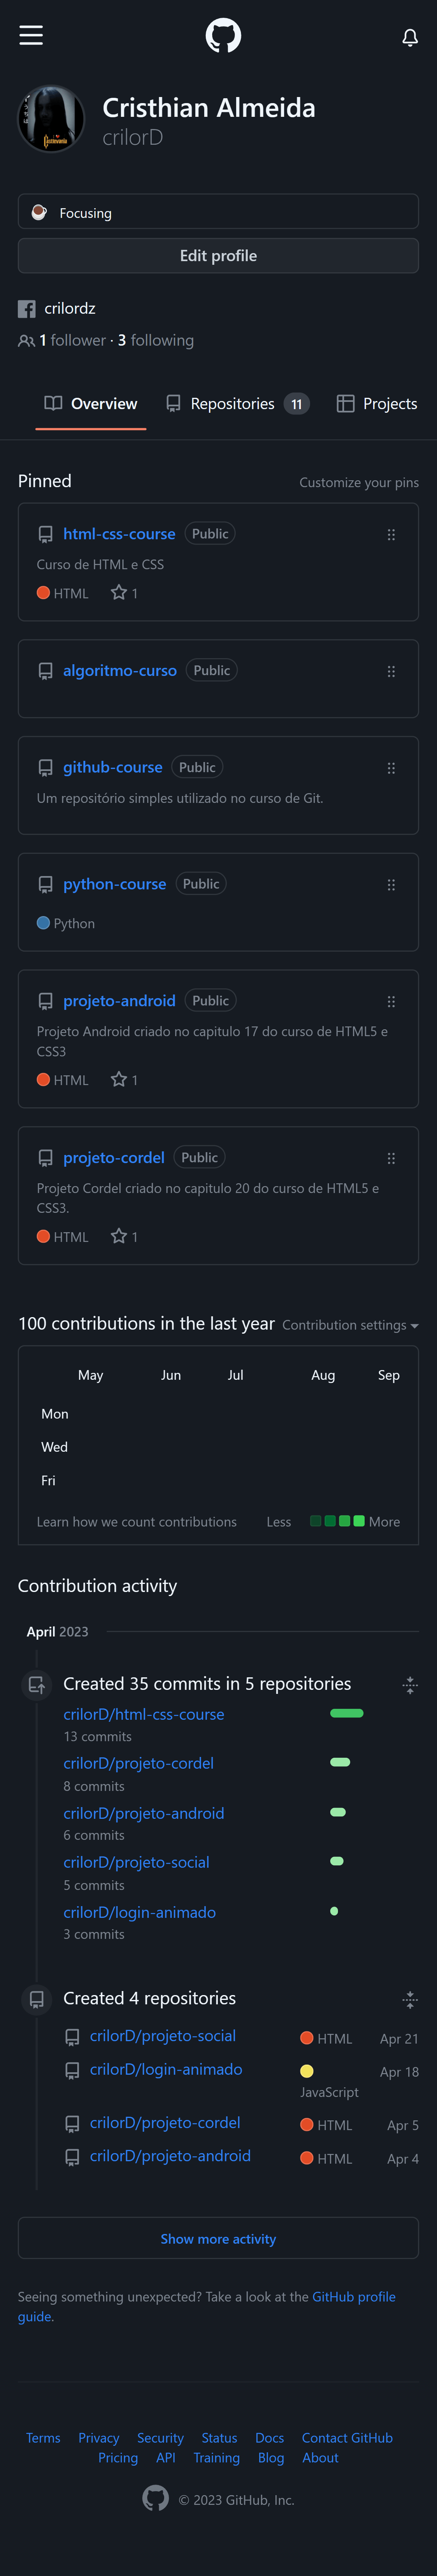 Cristhian Almeida
crilorD
Focusing
Edit profile
crilordz
1 follower · 3 following
Overview Repositories 11 Projects
Pinned Customize your pins
html-css-course Public
Curso de HTML e CSS
HTML 1
algoritmo-curso Public
github-course Public
Um repositório simples utilizado no curso de Git.
python-course Public
Python
projeto-android Public
Projeto Android criado no capitulo 17 do curso de HTML5 e
CSS3
HTML 1
projeto-cordel Public
Projeto Cordel criado no capitulo 20 do curso de HTML5 e
CSS3.
HTML 1
100 contributions in the last year Contribution settings
May Jun Jul Aug Sep
Mon
Wed
Fri
Learn how we count contributions Less More
Contribution activity
April 2023
Created 35 commits in 5 repositories
crilorD/html-css-course
13 commits
crilorD/projeto-cordel
8 commits
crilorD/projeto-android
6 commits
crilorD/projeto-social
5 commits
crilorD/login-animado
3 commits
Created 4 repositories
crilorD/projeto-social HTML Apr 21
crilorD/login-animado JavaScript Apr 18
crilorD/projeto-cordel HTML Apr 5
crilorD/projeto-android HTML Apr 4
Show more activity
Seeing something unexpected? Take a look at the GitHub profile
guide.
Terms Privacy Security Status Docs Contact GitHub
Pricing API Training Blog About
© 2023 GitHub, Inc.